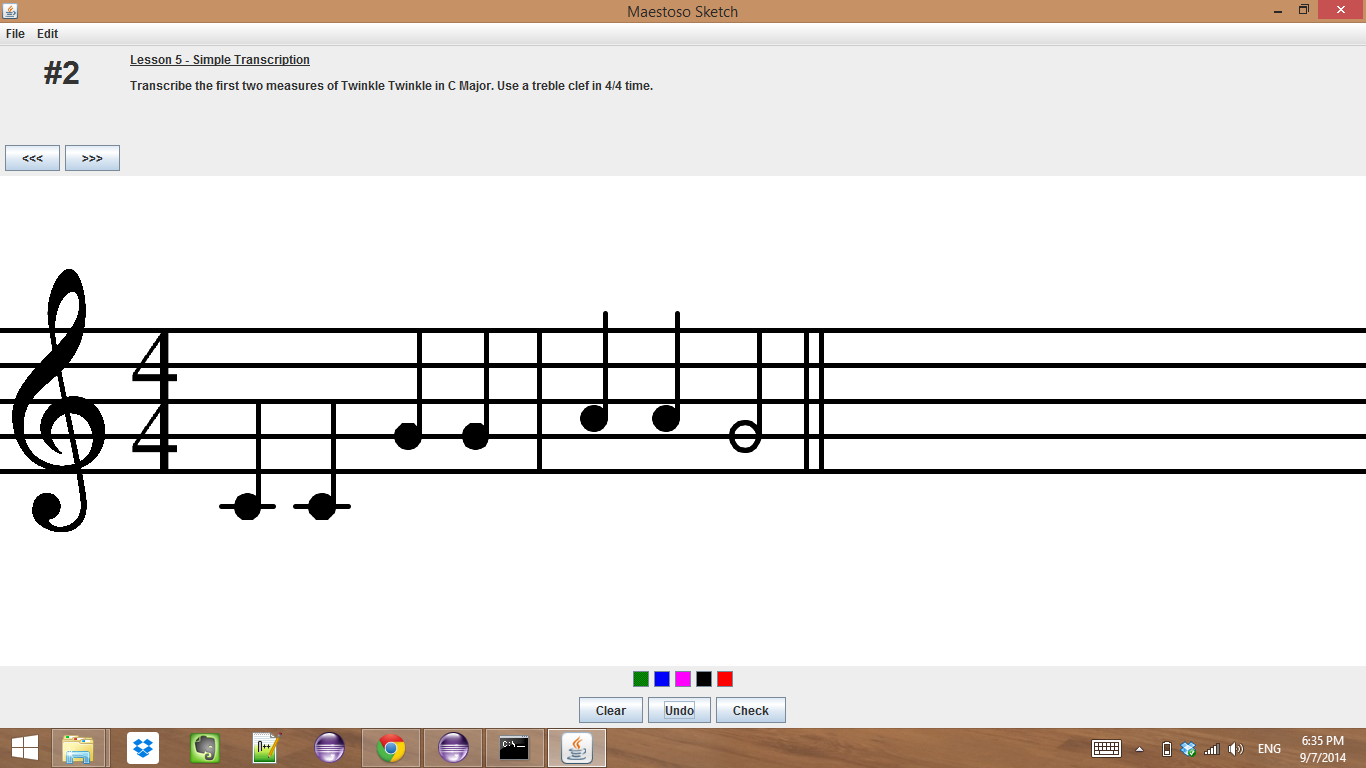 Maestoso Sketch
File Edit
#2
Lesson 5 - Simple Transcription
Transcribe the first two measures of Twinkle Twinkle in C Major. Use a treble clef in 4/4 time.
<<< >>>
4
4
Clear Undo Check
C:\_
ENG
6:35 PM
9/7/2014